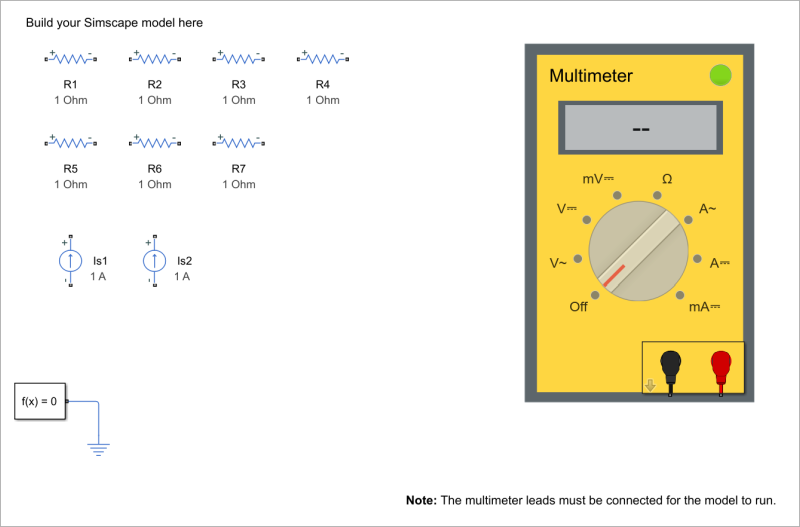 Build your Simscape model here
+ - + - + - + -
R1 R2 R3 R4
1 Ohm 1 Ohm 1 Ohm 1 Ohm
+ - + - + -
R5 R6 R7
1 Ohm 1 Ohm 1 Ohm
+ +
Is1 Is2
1 A 1 A
- -
f(x) = 0
Multimeter
--
mV⎓ Ω
V⎓ A~
V~ A⎓
Off mA⎓
Note: The multimeter leads must be connected for the model to run.